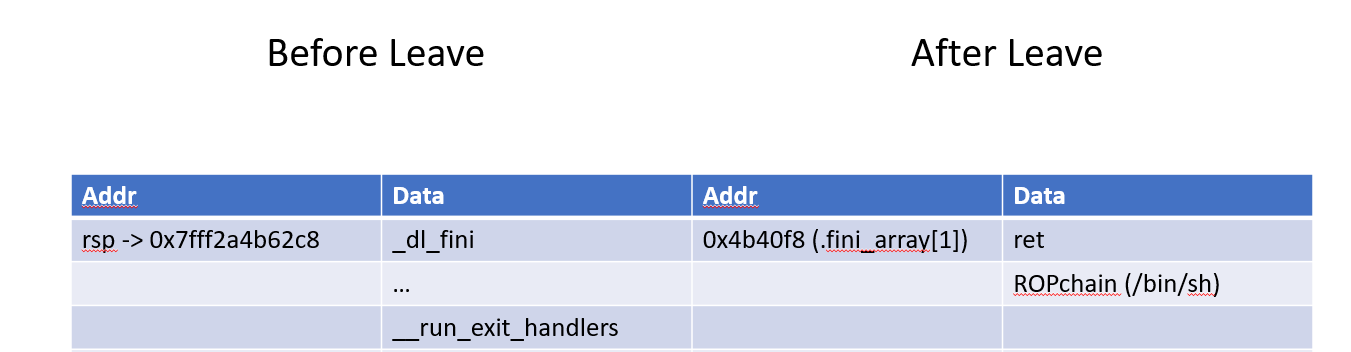 Before Leave
After Leave
Addr Data Addr Data
rsp -> 0x7fff2a4b62c8 _dl_fini 0x4b40f8 (.fini_array[1]) ret
... ROPchain (/bin/sh)
__run_exit_handlers